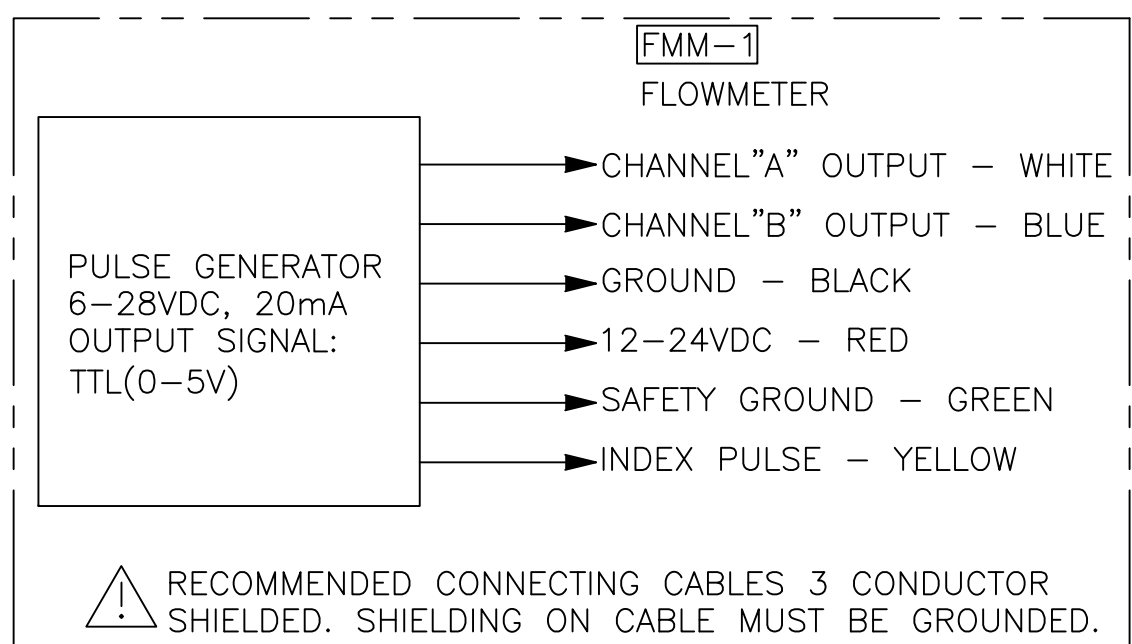 FMM-1
FLOWMETER
CHANNEL"A" OUTPUT - WHITE
CHANNEL"B" OUTPUT - BLUE
GROUND - BLACK
12-24VDC - RED
SAFETY GROUND - GREEN
INDEX PULSE - YELLOW
PULSE GENERATOR
6-28VDC, 20mA
OUTPUT SIGNAL:
TTL(0-5V)
! RECOMMENDED CONNECTING CABLES 3 CONDUCTOR
SHIELDED. SHIELDING ON CABLE MUST BE GROUNDED.